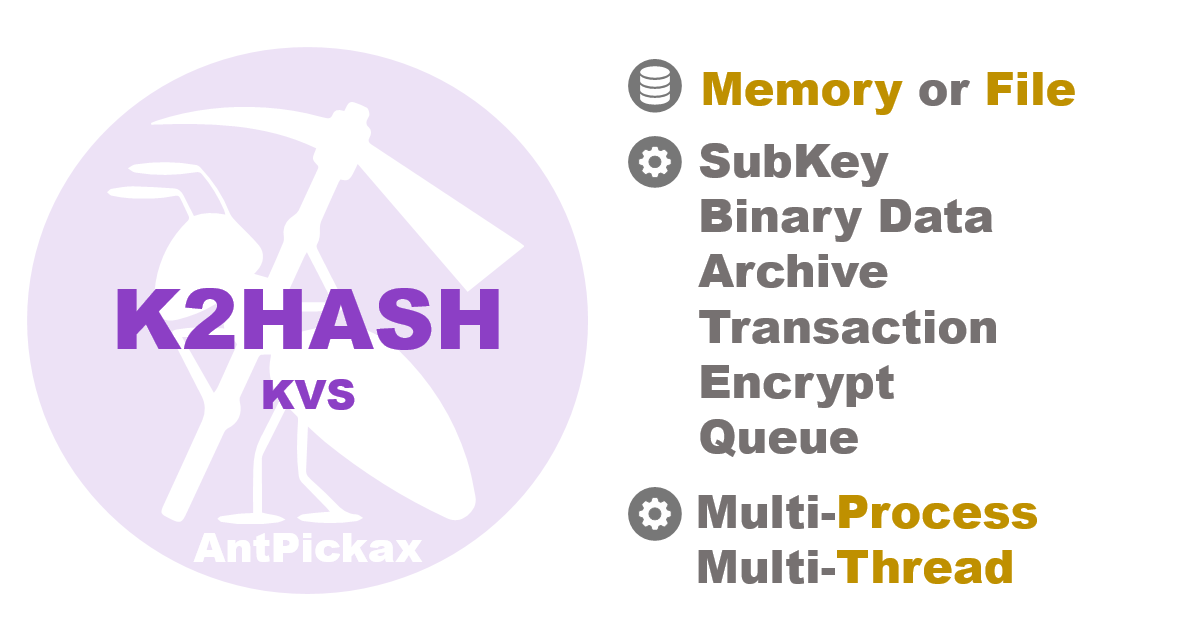 K2HASH
KVS
AntPickax
Memory or File
SubKey
Binary Data
Archive
Transaction
Encrypt
Queue
Multi-Process
Multi-Thread